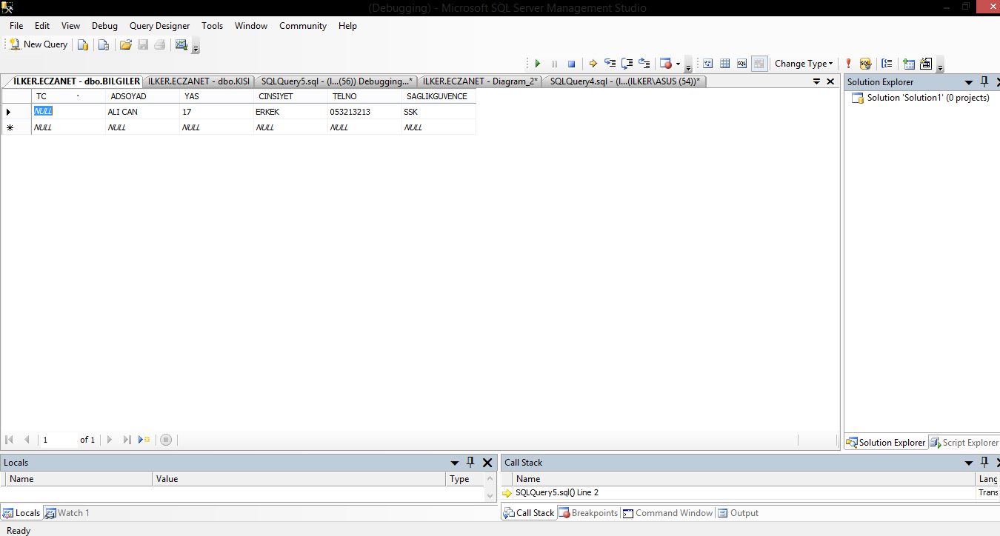 (Debugging) - Microsoft SQL Server Management Studio
File Edit View Debug Query Designer Tools Window Community Help
New Query
Change Type
ILKER.ECZANET - dbo.BILGILER ILKER.ECZANET - dbo.KISI SQLQuery5.sql - (I...(56)) Debugging...* ILKER.ECZANET - Diagram_2* SQLQuery4.sql - (I...(ILKER\ASUS (54))*
Solution Explorer
Solution 'Solution1' (0 projects)
TC ADSOYAD YAS CINSIYET TELNO SAGLIKGUVENCE
NULL ALI CAN 17 ERKEK 053213213 SSK
NULL NULL NULL NULL NULL NULL
1 of 1
Solution Explorer Script Explorer
Locals
Name Value Type
Locals Watch 1
Call Stack
Name Lang
SQLQuery5.sql() Line 2 Trans
Call Stack Breakpoints Command Window Output
Ready